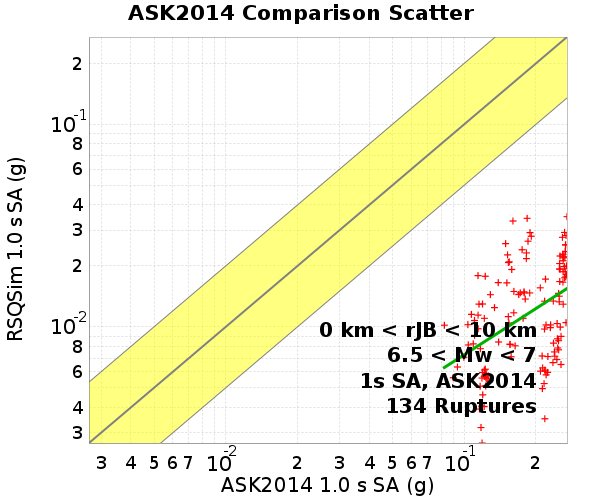 ASK2014 Comparison Scatter
RSQSim 1.0 s SA (g)
2
10-1
8
6
4
3
2
10-2
8
6
4
3
0 km < rJB < 10 km
6.5 < Mw < 7
1s SA, ASK2014
134 Ruptures
3 4 5 6 7 10-2 2 3 4 5 6 7 10-1 2
ASK2014 1.0 s SA (g)